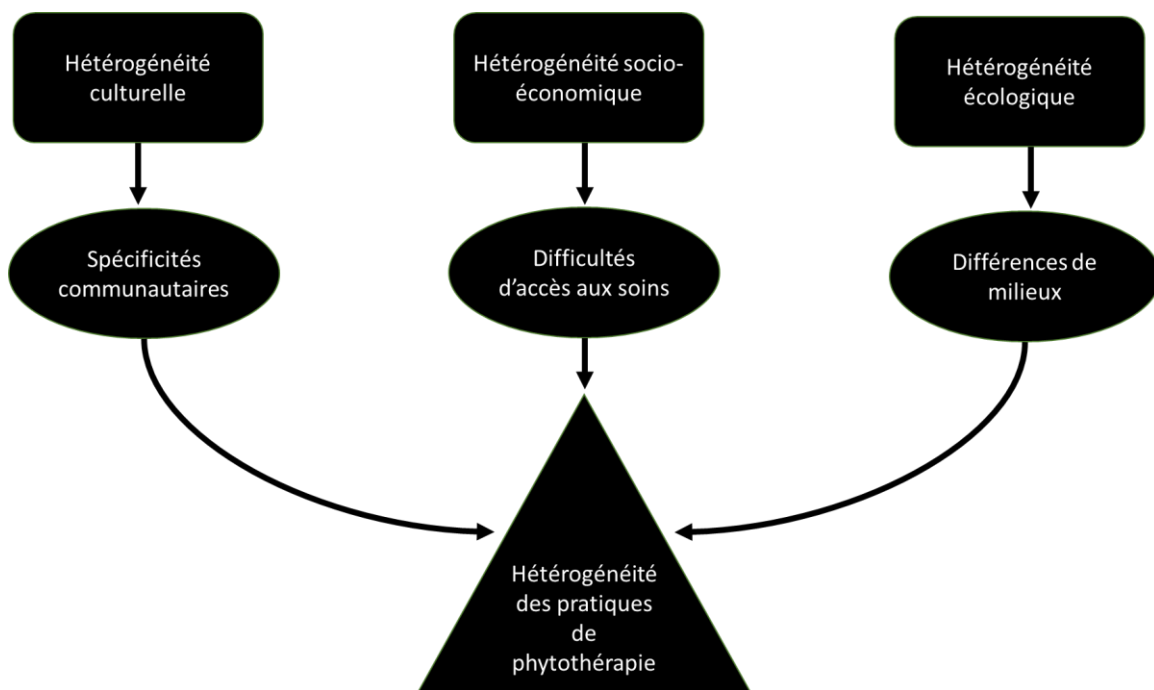 Hétérogénéité
culturelle
Hétérogénéité socio-
économique
Hétérogénéité
écologique
Spécificités
communautaires
Difficultés
d'accès aux soins
Différences de
milieux
Hétérogénéité
des pratiques
de
phytothérapie